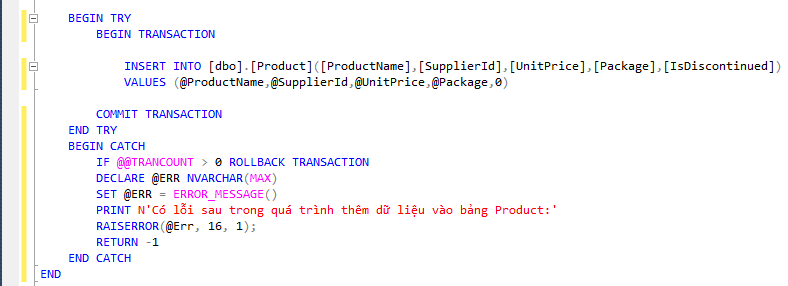 BEGIN TRY
BEGIN TRANSACTION
INSERT INTO [dbo].[Product]([ProductName],[SupplierId],[UnitPrice],[Package],[IsDiscontinued])
VALUES (@ProductName,@SupplierId,@UnitPrice,@Package,0)
COMMIT TRANSACTION
END TRY
BEGIN CATCH
IF @@TRANCOUNT > 0 ROLLBACK TRANSACTION
DECLARE @ERR NVARCHAR(MAX)
SET @ERR = ERROR_MESSAGE()
PRINT N'Có lỗi sau trong quá trình thêm dữ liệu vào bảng Product:'
RAISERROR(@Err, 16, 1);
RETURN -1
END CATCH
END